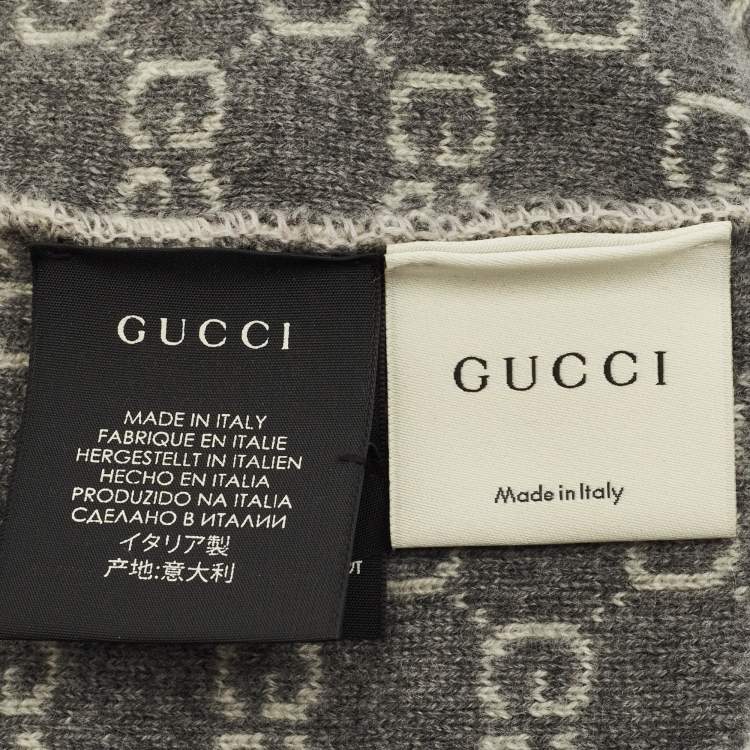 GUCCI
MADE IN ITALY
FABRIQUE EN ITALIE
HERGESTELLT IN ITALIEN
HECHO EN ITALIA
PRODUZIDO NA ITALIA
СДЕЛАНО В ИТАЛИИ
イタリア製
产地:意大利
GUCCI
Made in Italy